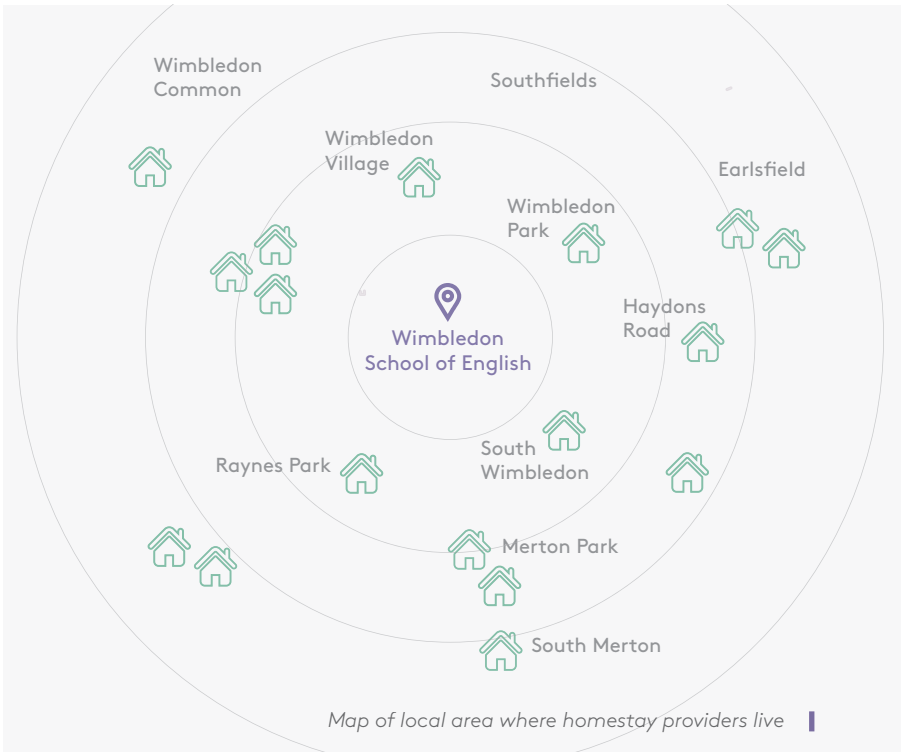 Wimbledon
Common
Southfields
Wimbledon
Village
Earlsfield
Wimbledon
Park
Haydons
Road
Wimbledon
School of English
South
Wimbledon
Raynes Park
Merton Park
South Merton
Map of local area where homestay providers live